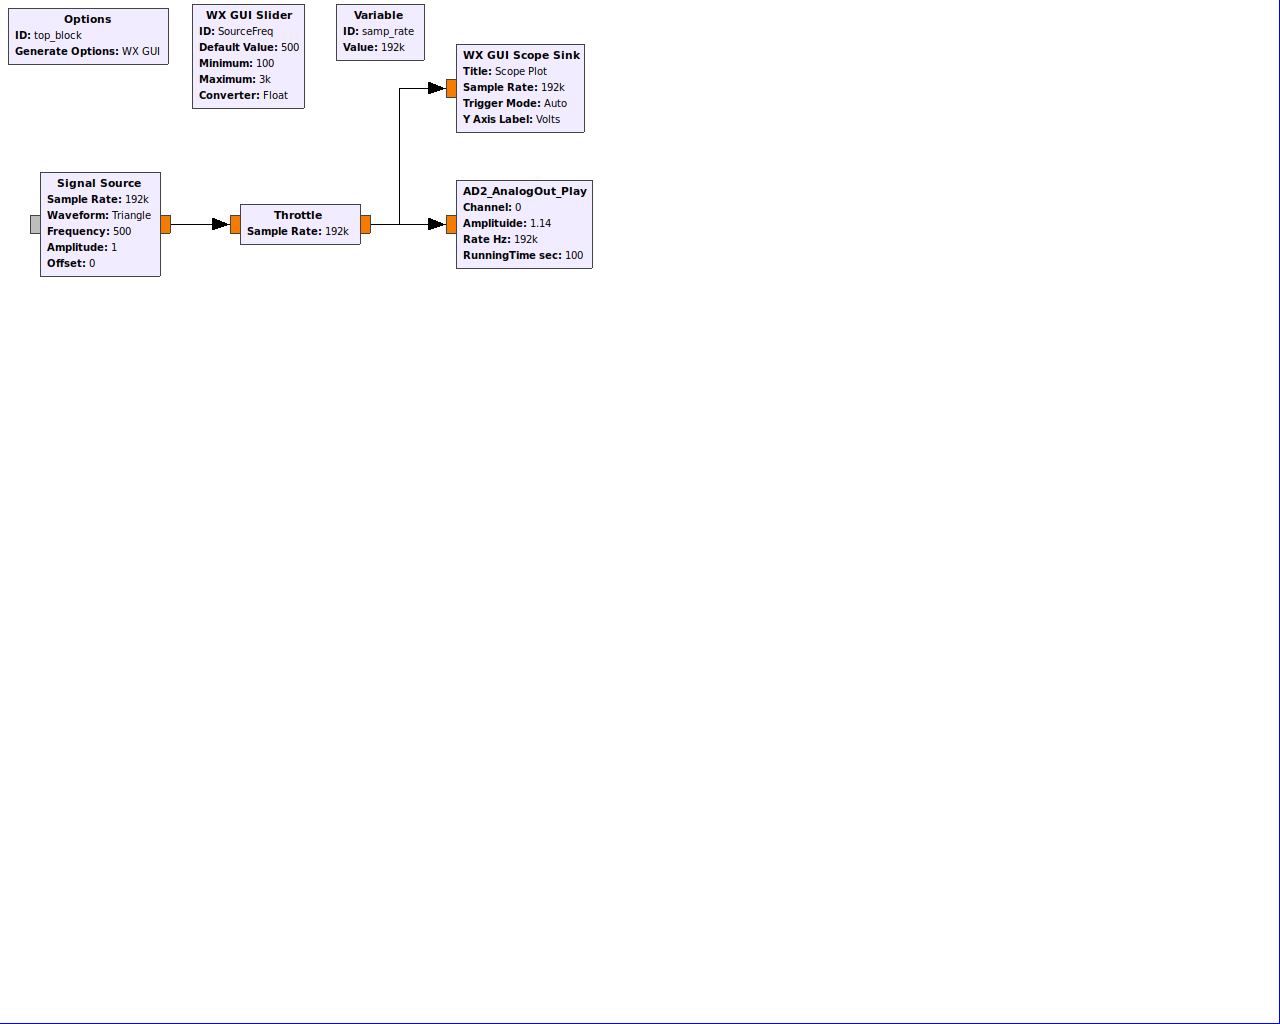 Options
ID: top_block
Generate Options: WX GUI
WX GUI Slider
ID: SourceFreq
Default Value: 500
Minimum: 100
Maximum: 3k
Converter: Float
Variable
ID: samp_rate
Value: 192k
WX GUI Scope Sink
Title: Scope Plot
Sample Rate: 192k
Trigger Mode: Auto
Y Axis Label: Volts
Signal Source
Sample Rate: 192k
Waveform: Triangle
Frequency: 500
Amplitude: 1
Offset: 0
Throttle
Sample Rate: 192k
AD2_AnalogOut_Play
Channel: 0
Amplituide: 1.14
Rate Hz: 192k
RunningTime sec: 100